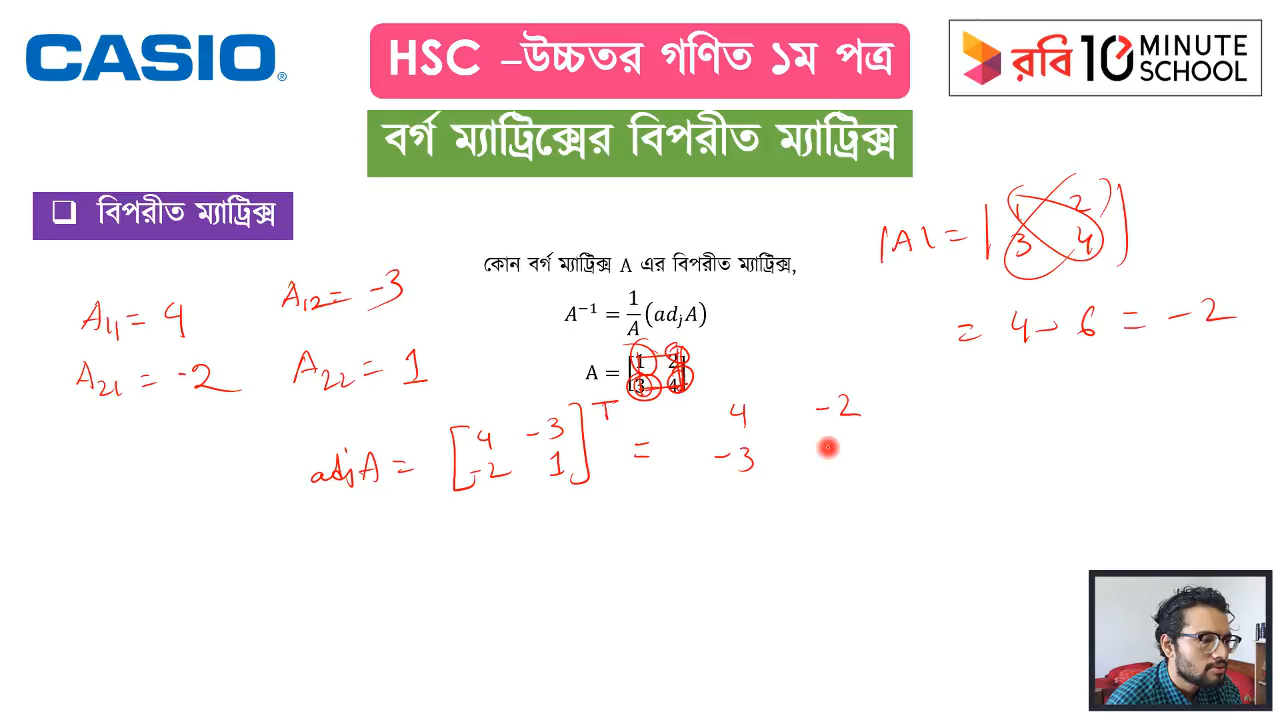 CASIO
HSC –উচ্চতর গণিত ১ম পত্র
রবি 10 MINUTE SCHOOL
বর্গ ম্যাট্রিক্সের বিপরীত ম্যাট্রিক্স
❑ বিপরীত ম্যাট্রিক্স
|A| = |1 2
3 4|
= 4 - 6 = -2
কোন বর্গ ম্যাট্রিক্স A এর বিপরীত ম্যাট্রিক্স,
A⁻¹ = 1/A (adjⱼ A)
A = [1 2
3 4]
A₁₁ = 4 A₁₂ = -3
A₂₁ = -2 A₂₂ = 1
adj A = [4 -3
-2 1]ᵀ = 4 -2
-3